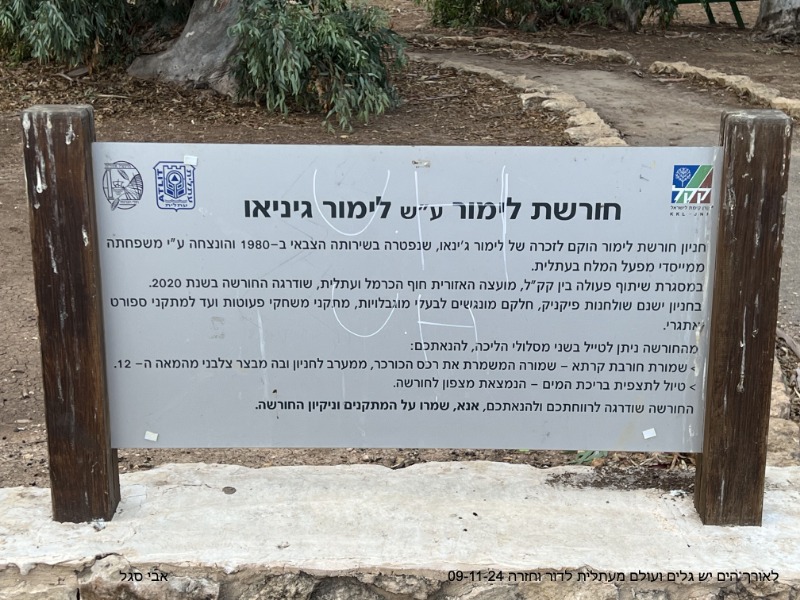 ATLIT
עתלית
קק"ל
חורשת לימור ע״ש לימור גיניאו
חניון חורשת לימור הוקם לזכרה של לימור ג׳ינאו, שנפטרה בשירותה הצבאי ב-1980 והונצחה ע״י משפחתה
ממייסדי מפעל המלח בעתלית.
במסגרת שיתוף פעולה בין קק״ל, מועצה האזורית חוף הכרמל ועתלית, שודרגה החורשה בשנת 2020.
בחניון ישנם שולחנות פיקניק, חלקם מונגשים לבעלי מוגבלויות, מתקני משחקי פעוטות ועד למתקני ספורט
אתגרי.
מהחורשה ניתן לטייל בשני מסלולי הליכה, להנאתכם:
> שמורת חורבת קרתא – שמורה המשמרת את רכס הכורכר, ממערב לחניון ובה מבצר צלבני מהמאה ה- 12.
> טיול לתצפית בריכת המים – הנמצאת מצפון לחורשה.
החורשה שודרגה לרווחתכם ולהנאתכם, אנא, שמרו על המתקנים וניקיון החורשה.
לאורך הים יש גלים ועולם מעתלית לדור וחזרה 09-11-24
אבי סגל